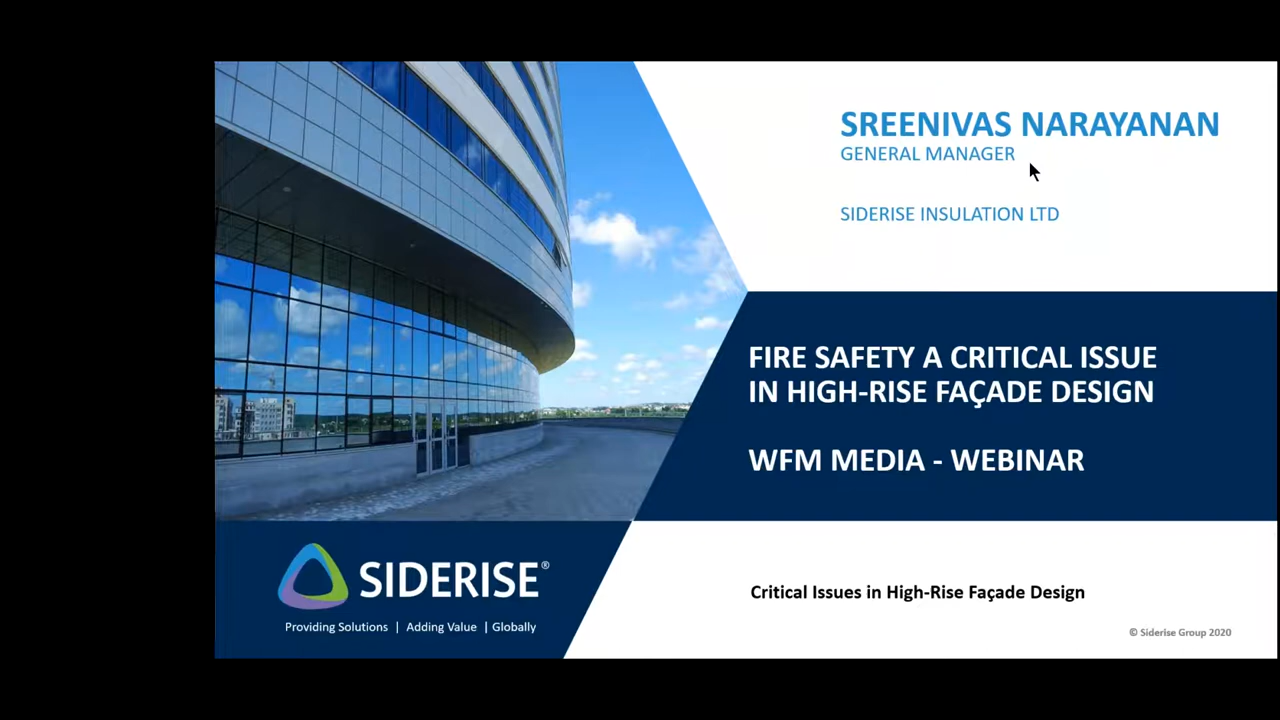 SREENIVAS NARAYANAN
GENERAL MANAGER
SIDERISE INSULATION LTD
FIRE SAFETY A CRITICAL ISSUE
IN HIGH-RISE FAÇADE DESIGN
WFM MEDIA - WEBINAR
SIDERISE®
Providing Solutions | Adding Value | Globally
Critical Issues in High-Rise Façade Design
© Siderise Group 2020